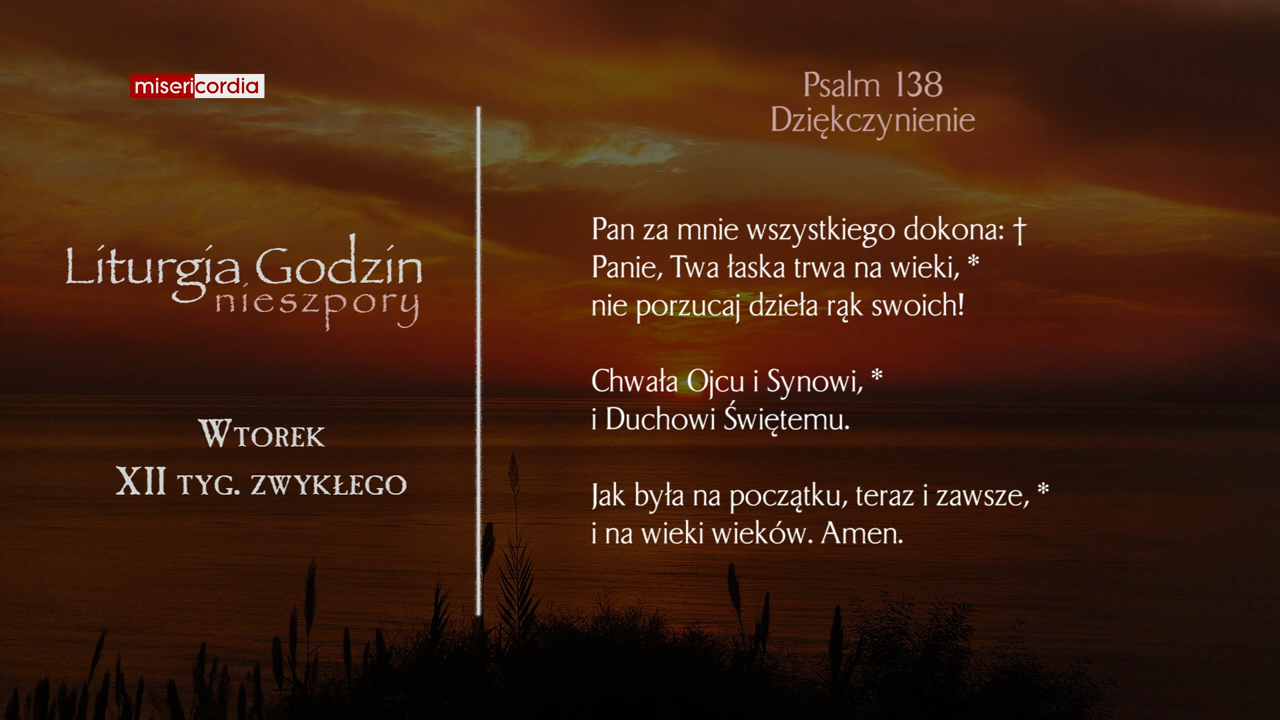 misericordia
Liturgia Godzin
nieszpory
Wtorek
XII tyg. zwykłego
Psalm 138
Dziękczynienie
Pan za mnie wszystkiego dokona: †
Panie, Twa łaska trwa na wieki, *
nie porzucaj dzieła rąk swoich!
Chwała Ojcu i Synowi, *
i Duchowi Świętemu.
Jak była na początku, teraz i zawsze, *
i na wieki wieków. Amen.